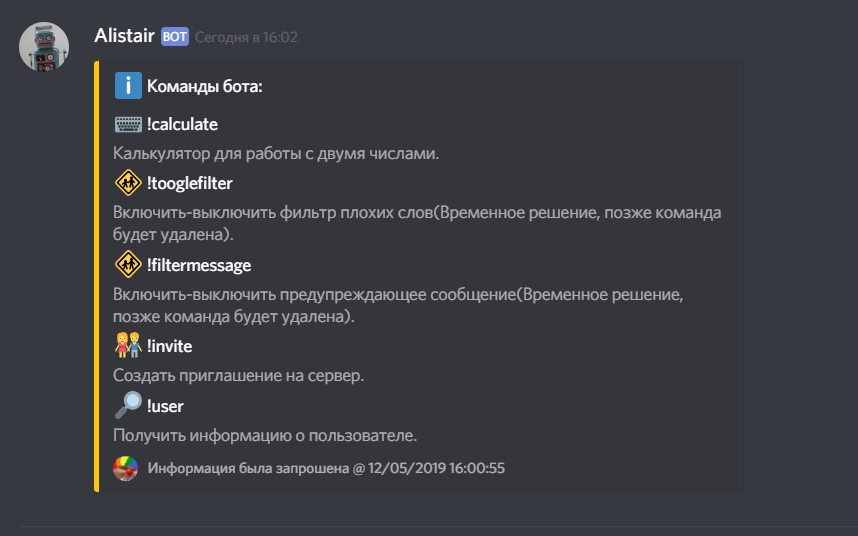 Alistair BOT Сегодня в 16:02
Команды бота:
!calculate
Калькулятор для работы с двумя числами.
!tooglefilter
Включить-выключить фильтр плохих слов(Временное решение, позже команда
будет удалена).
!filtermessage
Включить-выключить предупреждающее сообщение(Временное решение,
позже команда будет удалена).
!invite
Создать приглашение на сервер.
!user
Получить информацию о пользователе.
Информация была запрошена @ 12/05/2019 16:00:55